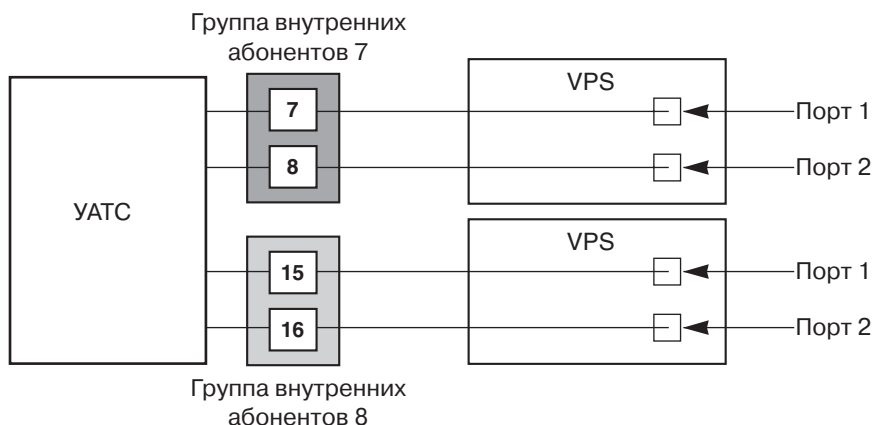 Группа внутренних
абонентов 7
VPS
7
Порт 1
8
Порт 2
УАТС
VPS
15
Порт 1
16
Порт 2
Группа внутренних
абонентов 8